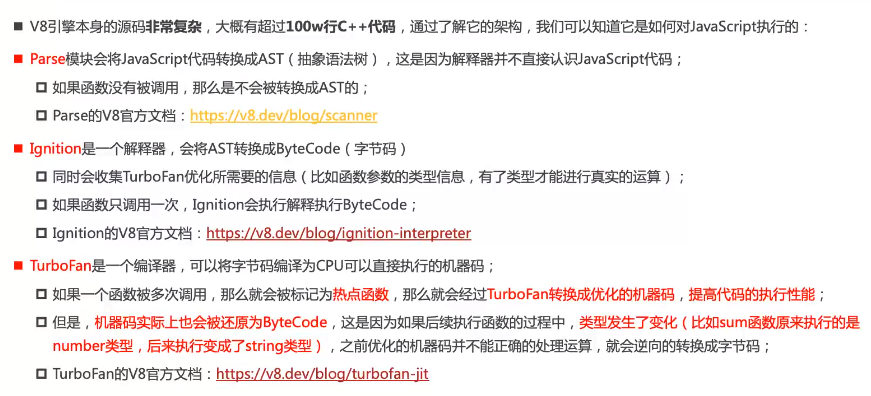 V8引擎本身的源码非常复杂，大概有超过100w行C++代码，通过了解它的架构，我们可以知道它是如何对JavaScript执行的：
Parse模块会将JavaScript代码转换成AST（抽象语法树），这是因为解释器并不直接认识JavaScript代码；
如果函数没有被调用，那么是不会被转换成AST的；
Parse的V8官方文档：https://v8.dev/blog/scanner
Ignition是一个解释器，会将AST转换成ByteCode（字节码）
同时会收集TurboFan优化所需要的信息（比如函数参数的类型信息，有了类型才能进行真实的运算）；
如果函数只调用一次，Ignition会执行解释执行ByteCode；
Ignition的V8官方文档：https://v8.dev/blog/ignition-interpreter
TurboFan是一个编译器，可以将字节码编译为CPU可以直接执行的机器码；
如果一个函数被多次调用，那么就会被标记为热点函数，那么就会经过TurboFan转换成优化的机器码，提高代码的执行性能；
但是，机器码实际上也会被还原为ByteCode，这是因为如果后续执行函数的过程中，类型发生了变化（比如sum函数原来执行的是
number类型，后来执行变成了string类型），之前优化的机器码并不能正确的处理运算，就会逆向的转换成字节码；
TurboFan的V8官方文档：https://v8.dev/blog/turbofan-jit